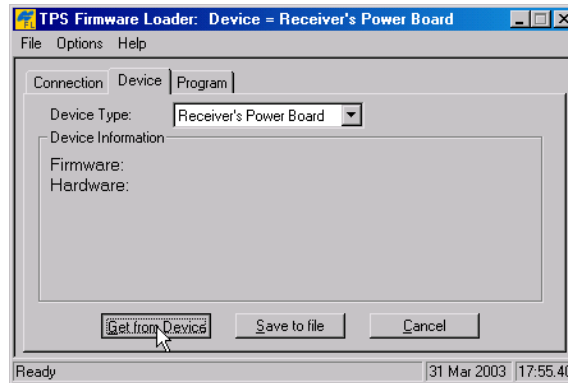 TPS Firmware Loader: Device = Receiver's Power Board
File Options Help
Connection Device Program
Device Type: Receiver's Power Board
Device Information
Firmware:
Hardware:
Get from Device Save to file Cancel
Ready 31 Mar 2003 17:55.40